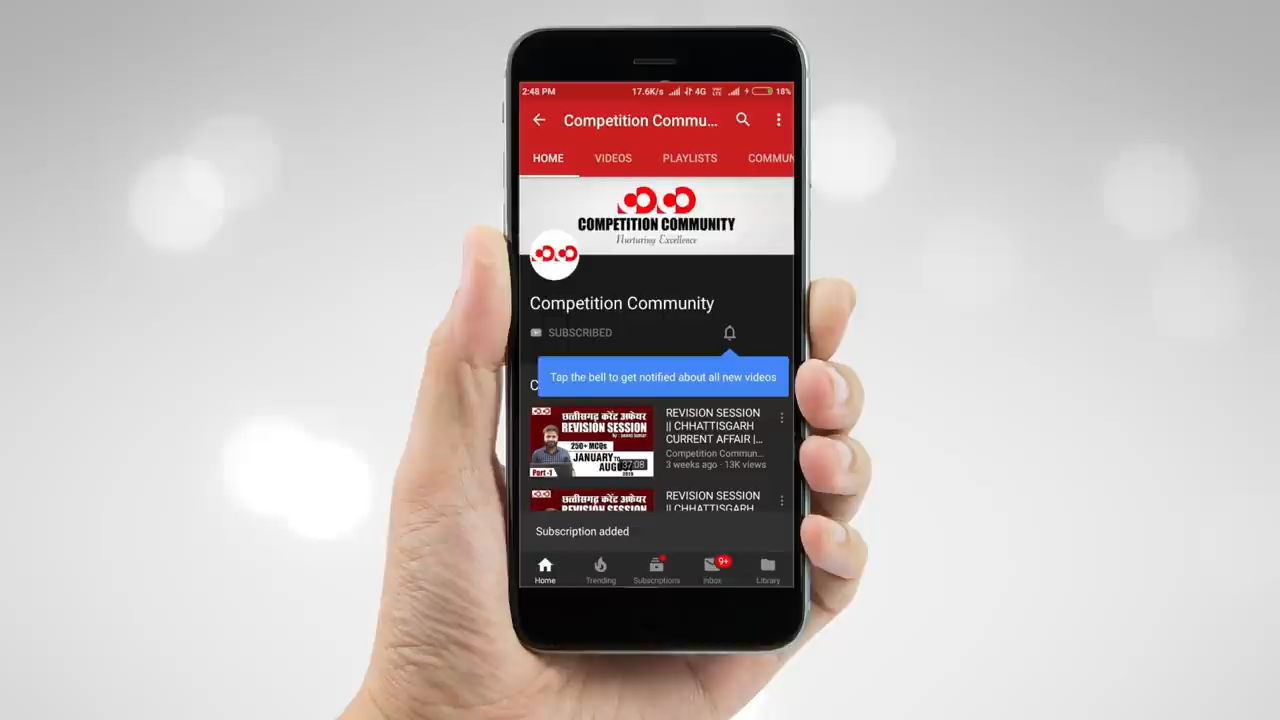 2:48 PM 17.6K/s 4G VoLTE 18%
Competition Commu...
HOME VIDEOS PLAYLISTS COMMUN
COMPETITION COMMUNITY
Nurturing Excellence
Competition Community
SUBSCRIBED
Tap the bell to get notified about all new videos
C
छत्तीसगढ़ करेंट अफेयर
REVISION SESSION
250+ MCQs
JANUARY TO
AUG
37:08
Part -1
REVISION SESSION
|| CHHATTISGARH
CURRENT AFFAIR |...
Competition Commun...
3 weeks ago · 13K views
छत्तीसगढ़ करेंट अफेयर
REVISION SESSION
REVISION SESSION
|| CHHATTISGARH
Subscription added
9+
Home Trending Subscriptions Inbox Library